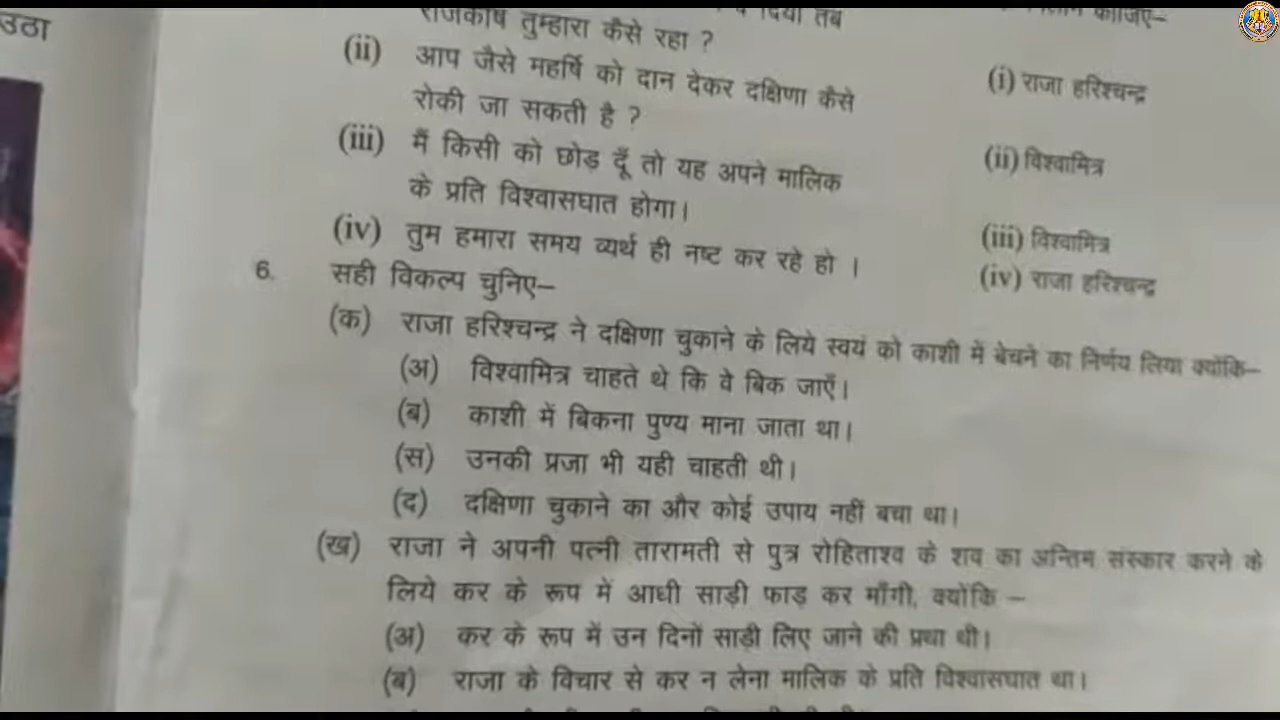 उठा
दिया तब
राजकोष तुम्हारा कैसे रहा ?
(ii) आप जैसे महर्षि को दान देकर दक्षिणा कैसे
रोकी जा सकती है ?
(iii) मैं किसी को छोड़ दूँ तो यह अपने मालिक
के प्रति विश्वासघात होगा।
(iv) तुम हमारा समय व्यर्थ ही नष्ट कर रहे हो ।
कीजिए–
(i) राजा हरिश्चन्द्र
(ii) विश्वामित्र
(iii) विश्वामित्र
(iv) राजा हरिश्चन्द्र
6. सही विकल्प चुनिए–
(क) राजा हरिश्चन्द्र ने दक्षिणा चुकाने के लिये स्वयं को काशी में बेचने का निर्णय लिया क्योंकि–
(अ) विश्वामित्र चाहते थे कि वे बिक जाएँ।
(ब) काशी में बिकना पुण्य माना जाता था।
(स) उनकी प्रजा भी यही चाहती थी।
(द) दक्षिणा चुकाने का और कोई उपाय नहीं बचा था।
(ख) राजा ने अपनी पत्नी तारामती से पुत्र रोहिताश्व के शव का अन्तिम संस्कार करने के
लिये कर के रूप में आधी साड़ी फाड़ कर माँगी, क्योंकि –
(अ) कर के रूप में उन दिनों साड़ी लिए जाने की प्रथा थी।
(ब) राजा के विचार से कर न लेना मालिक के प्रति विश्वासघात था।